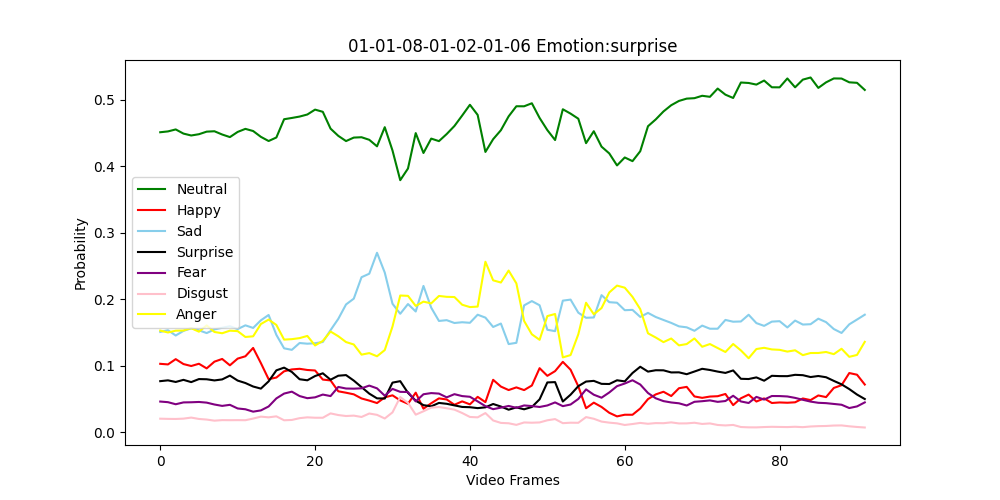 01-01-08-01-02-01-06 Emotion:surprise
0.5
0.4
0.3
0.2
0.1
0.0
Probability
Neutral
Happy
Sad
Surprise
Fear
Disgust
Anger
0 20 40 60 80
Video Frames